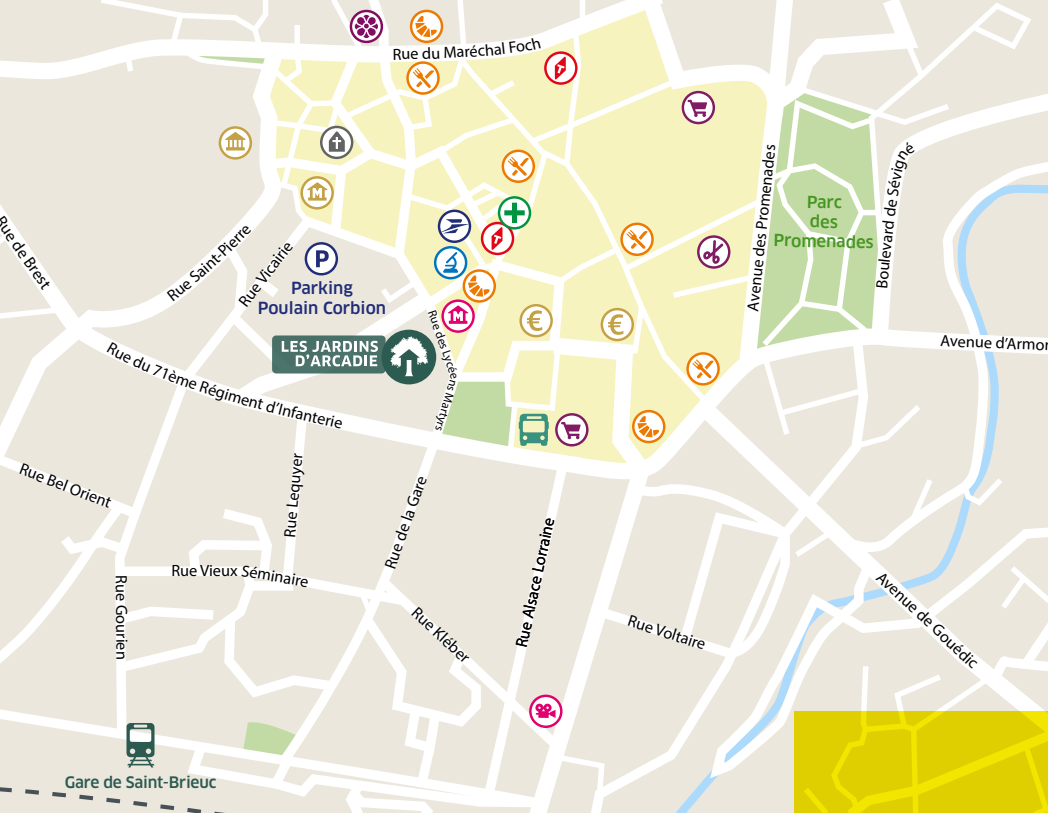 Rue du Maréchal Foch
Rue de Brest
Rue Saint-Pierre
Rue Vicairie
P
Parking
Poulain Corbion
M
M
€
€
LES JARDINS
D'ARCADIE
Rue des Lycéens Martyrs
Avenue des Promenades
Parc
des
Promenades
Boulevard de Sévigné
Avenue d'Armor
Rue du 71ème Régiment d'Infanterie
Rue Bel Orient
Rue Lequyer
Rue de la Gare
Rue Vieux Séminaire
Rue Gourien
Rue Kléber
Rue Alsace Lorraine
Rue Voltaire
Avenue de Gouédic
Gare de Saint-Brieuc